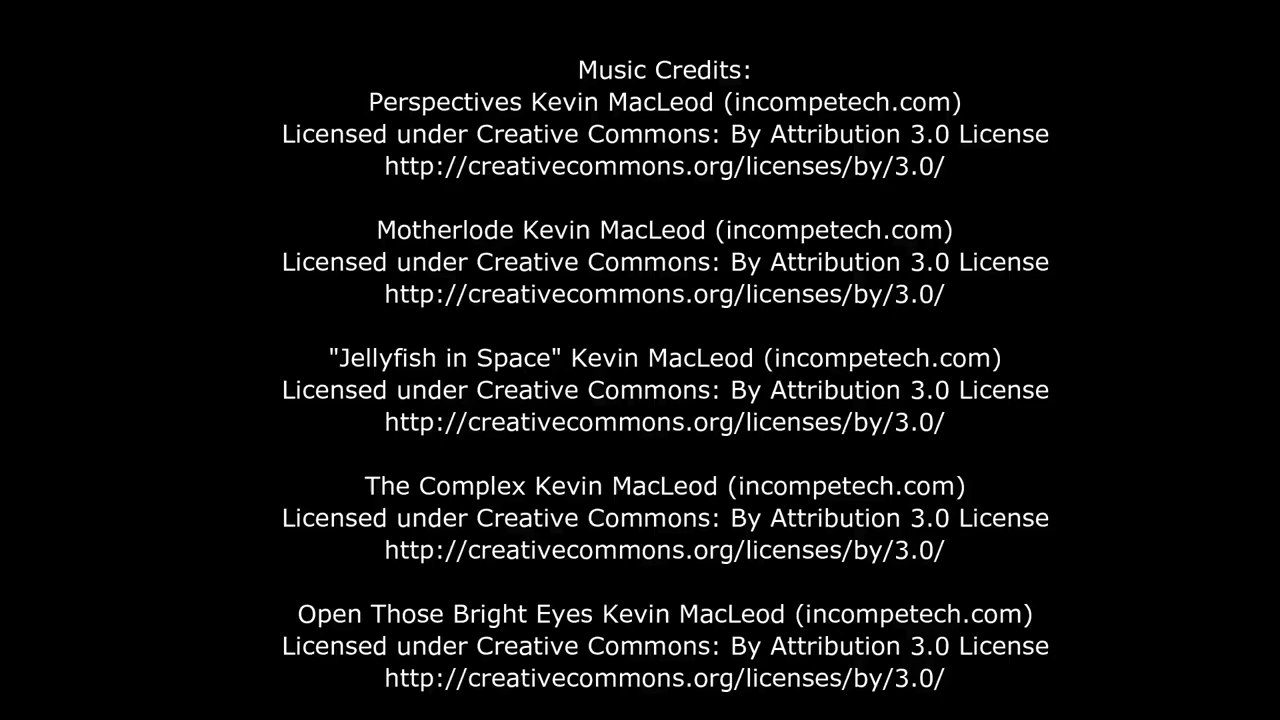 Music Credits:
Perspectives Kevin MacLeod (incompetech.com)
Licensed under Creative Commons: By Attribution 3.0 License
http://creativecommons.org/licenses/by/3.0/
Motherlode Kevin MacLeod (incompetech.com)
Licensed under Creative Commons: By Attribution 3.0 License
http://creativecommons.org/licenses/by/3.0/
"Jellyfish in Space" Kevin MacLeod (incompetech.com)
Licensed under Creative Commons: By Attribution 3.0 License
http://creativecommons.org/licenses/by/3.0/
The Complex Kevin MacLeod (incompetech.com)
Licensed under Creative Commons: By Attribution 3.0 License
http://creativecommons.org/licenses/by/3.0/
Open Those Bright Eyes Kevin MacLeod (incompetech.com)
Licensed under Creative Commons: By Attribution 3.0 License
http://creativecommons.org/licenses/by/3.0/